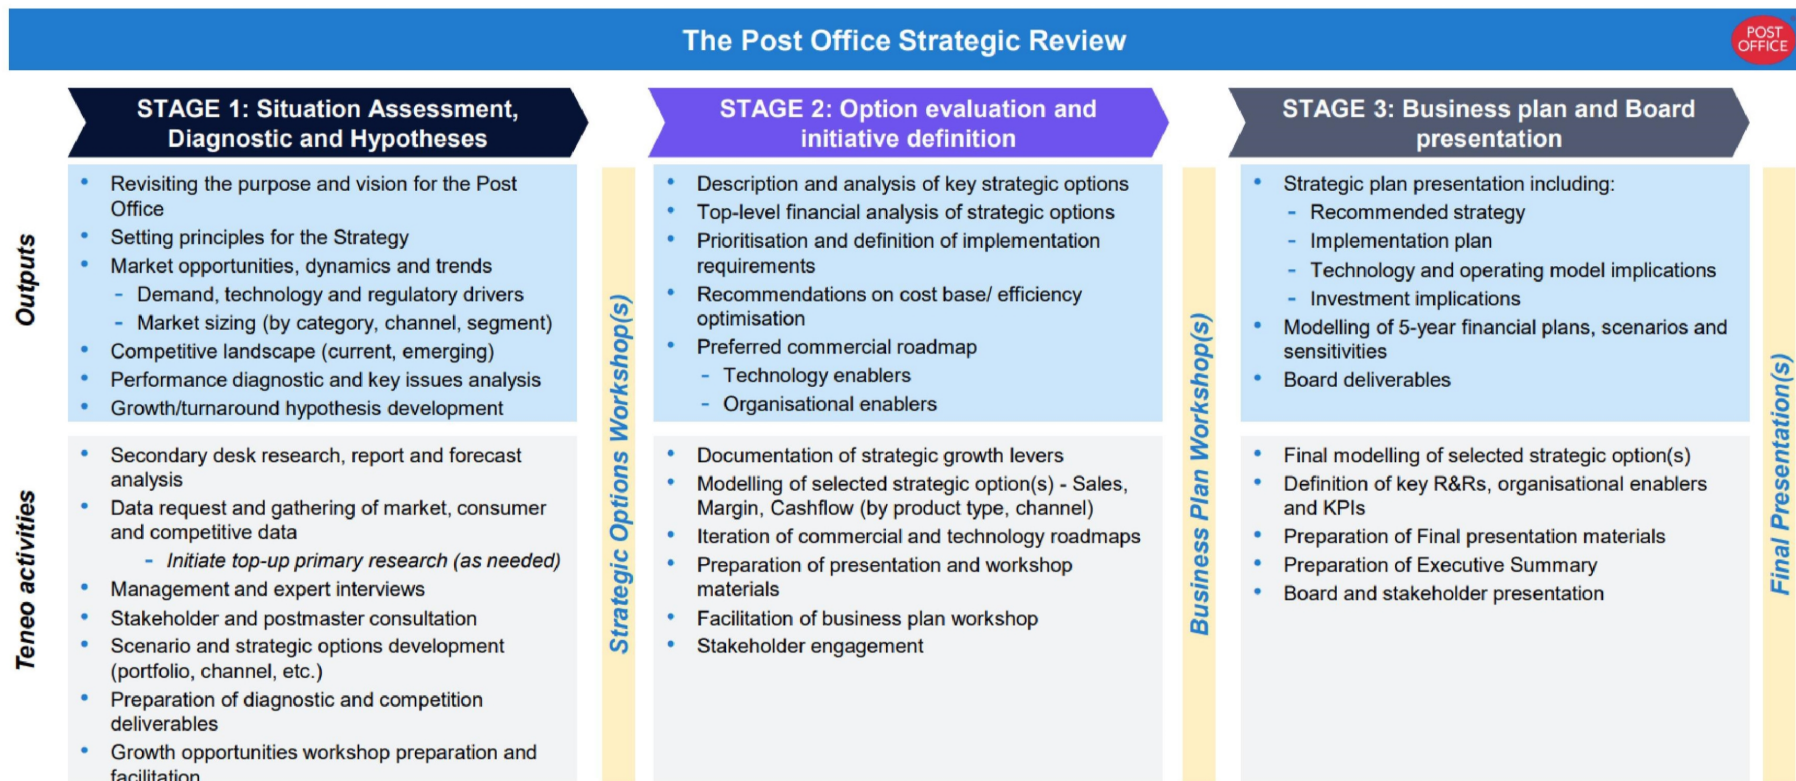 The Post Office Strategic Review
POST
OFFICE
STAGE 1: Situation Assessment,
Diagnostic and Hypotheses
STAGE 2: Option evaluation and
initiative definition
STAGE 3: Business plan and Board
presentation
Outputs
• Revisiting the purpose and vision for the Post
Office
• Setting principles for the Strategy
• Market opportunities, dynamics and trends
- Demand, technology and regulatory drivers
- Market sizing (by category, channel, segment)
• Competitive landscape (current, emerging)
• Performance diagnostic and key issues analysis
• Growth/turnaround hypothesis development
Strategic Options Workshop(s)
• Description and analysis of key strategic options
• Top-level financial analysis of strategic options
• Prioritisation and definition of implementation
requirements
• Recommendations on cost base/ efficiency
optimisation
• Preferred commercial roadmap
- Technology enablers
- Organisational enablers
Business Plan Workshop(s)
• Strategic plan presentation including:
- Recommended strategy
- Implementation plan
- Technology and operating model implications
- Investment implications
• Modelling of 5-year financial plans, scenarios and
sensitivities
• Board deliverables
Final Presentation(s)
Teneo activities
• Secondary desk research, report and forecast
analysis
• Data request and gathering of market, consumer
and competitive data
- Initiate top-up primary research (as needed)
• Management and expert interviews
• Stakeholder and postmaster consultation
• Scenario and strategic options development
(portfolio, channel, etc.)
• Preparation of diagnostic and competition
deliverables
• Growth opportunities workshop preparation and
facilitation
• Documentation of strategic growth levers
• Modelling of selected strategic option(s) - Sales,
Margin, Cashflow (by product type, channel)
• Iteration of commercial and technology roadmaps
• Preparation of presentation and workshop
materials
• Facilitation of business plan workshop
• Stakeholder engagement
• Final modelling of selected strategic option(s)
• Definition of key R&Rs, organisational enablers
and KPIs
• Preparation of Final presentation materials
• Preparation of Executive Summary
• Board and stakeholder presentation